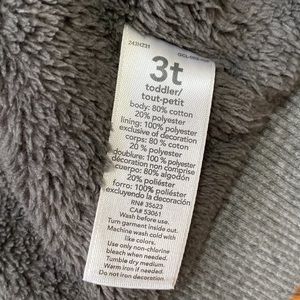 243HZ31
3t
toddler/
tout-petit
body: 80% cotton
20% polyester
lining: 100% polyester
exclusive of decoration
corps: 80 % coton
20 % polyester
doublure: 100 % polyester
décoration non comprise
cuerpo: 80% algodón
20% poliéster
forro: 100% poliéster
excluyendo la decoración
RN# 35623
CA# 53061
Wash before use.
Turn garment inside out.
Machine wash cold with
like colors.
Use only non-chlorine
bleach when needed.
Tumble dry medium.
Warm iron if needed.
Do not iron decoration.